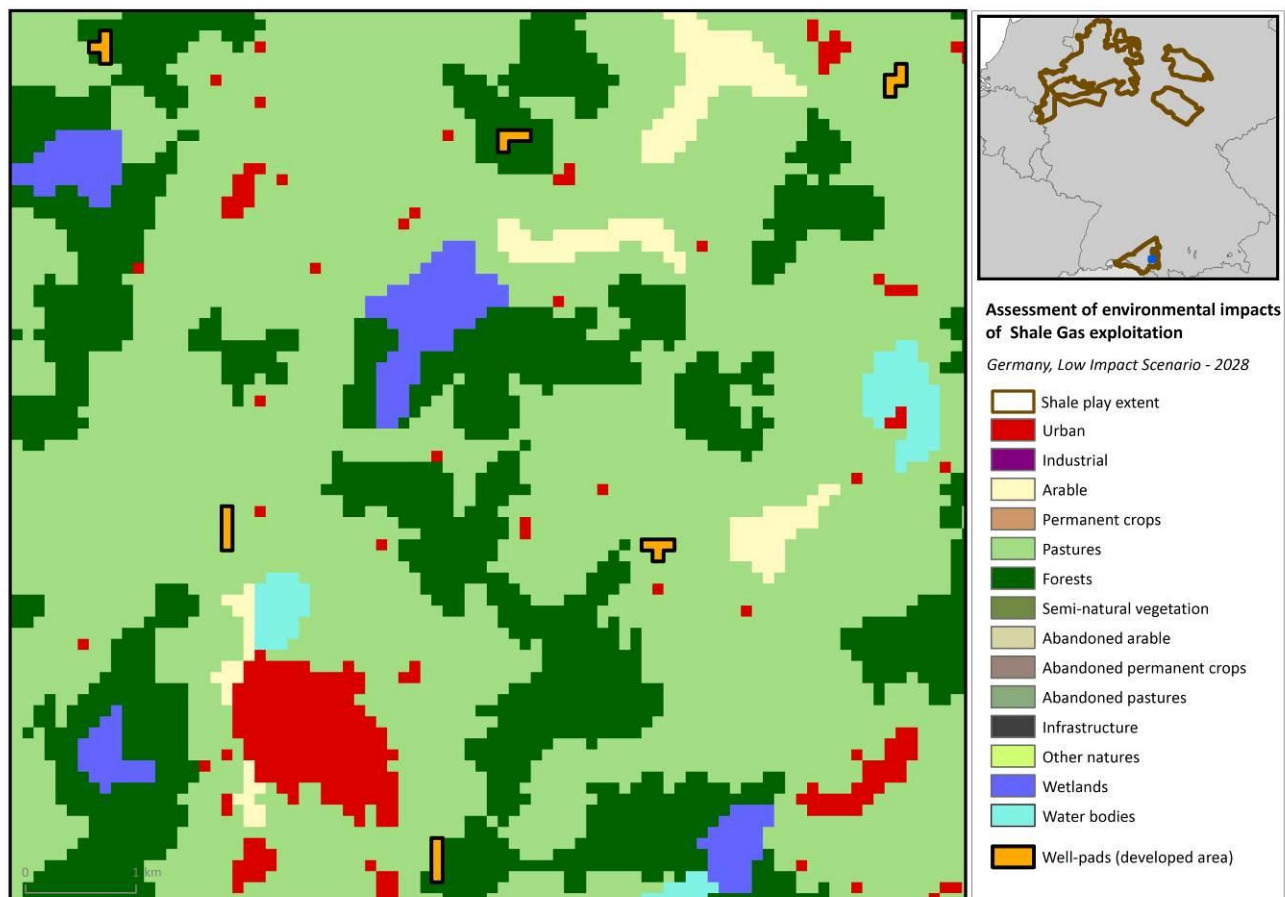 0 1 km
Assessment of environmental impacts
of Shale Gas exploitation
Germany, Low Impact Scenario - 2028
Shale play extent
Urban
Industrial
Arable
Permanent crops
Pastures
Forests
Semi-natural vegetation
Abandoned arable
Abandoned permanent crops
Abandoned pastures
Infrastructure
Other natures
Wetlands
Water bodies
Well-pads (developed area)